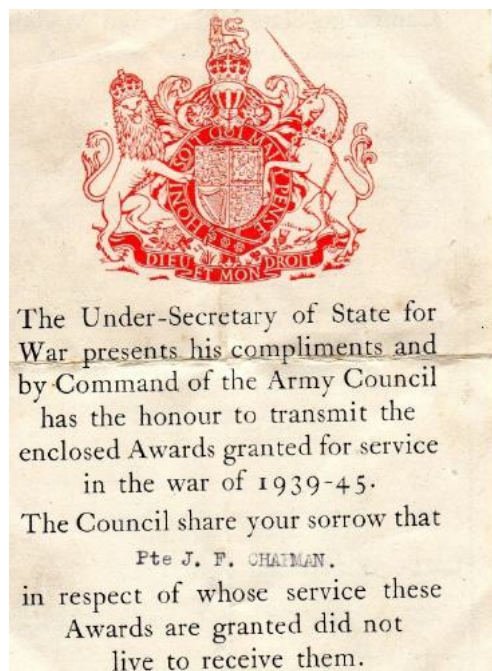 HONI SOIT QUI MAL Y PENSE
DIEU ET MON DROIT
The Under-Secretary of State for
War presents his compliments and
by Command of the Army Council
has the honour to transmit the
enclosed Awards granted for service
in the war of 1939-45.
The Council share your sorrow that
Pte J. F. CHAPMAN.
in respect of whose service these
Awards are granted did not
live to receive them.